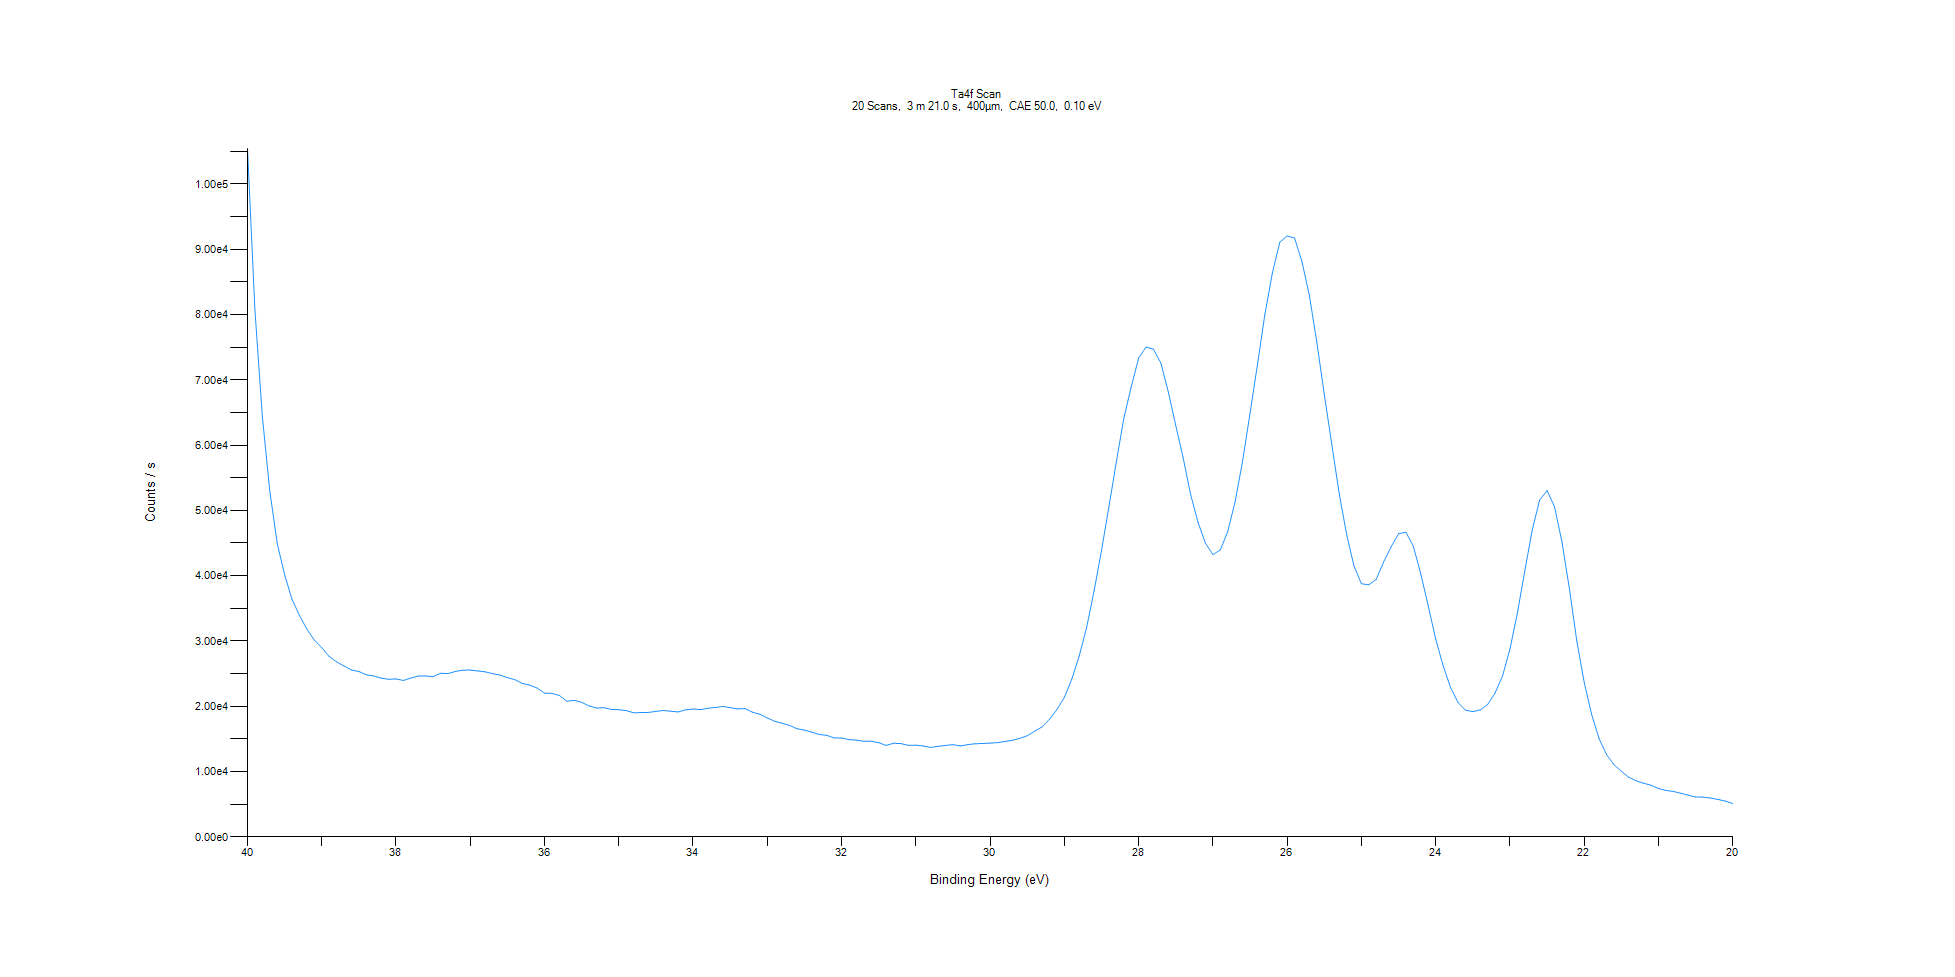 Ta4f Scan
20 Scans,  3 m 21.0 s,  400µm,  CAE 50.0,  0.10 eV
1.00e5
9.00e4
8.00e4
7.00e4
6.00e4
5.00e4
4.00e4
3.00e4
2.00e4
1.00e4
0.00e0
Counts / s
40 38 36 34 32 30 28 26 24 22 20
Binding Energy (eV)